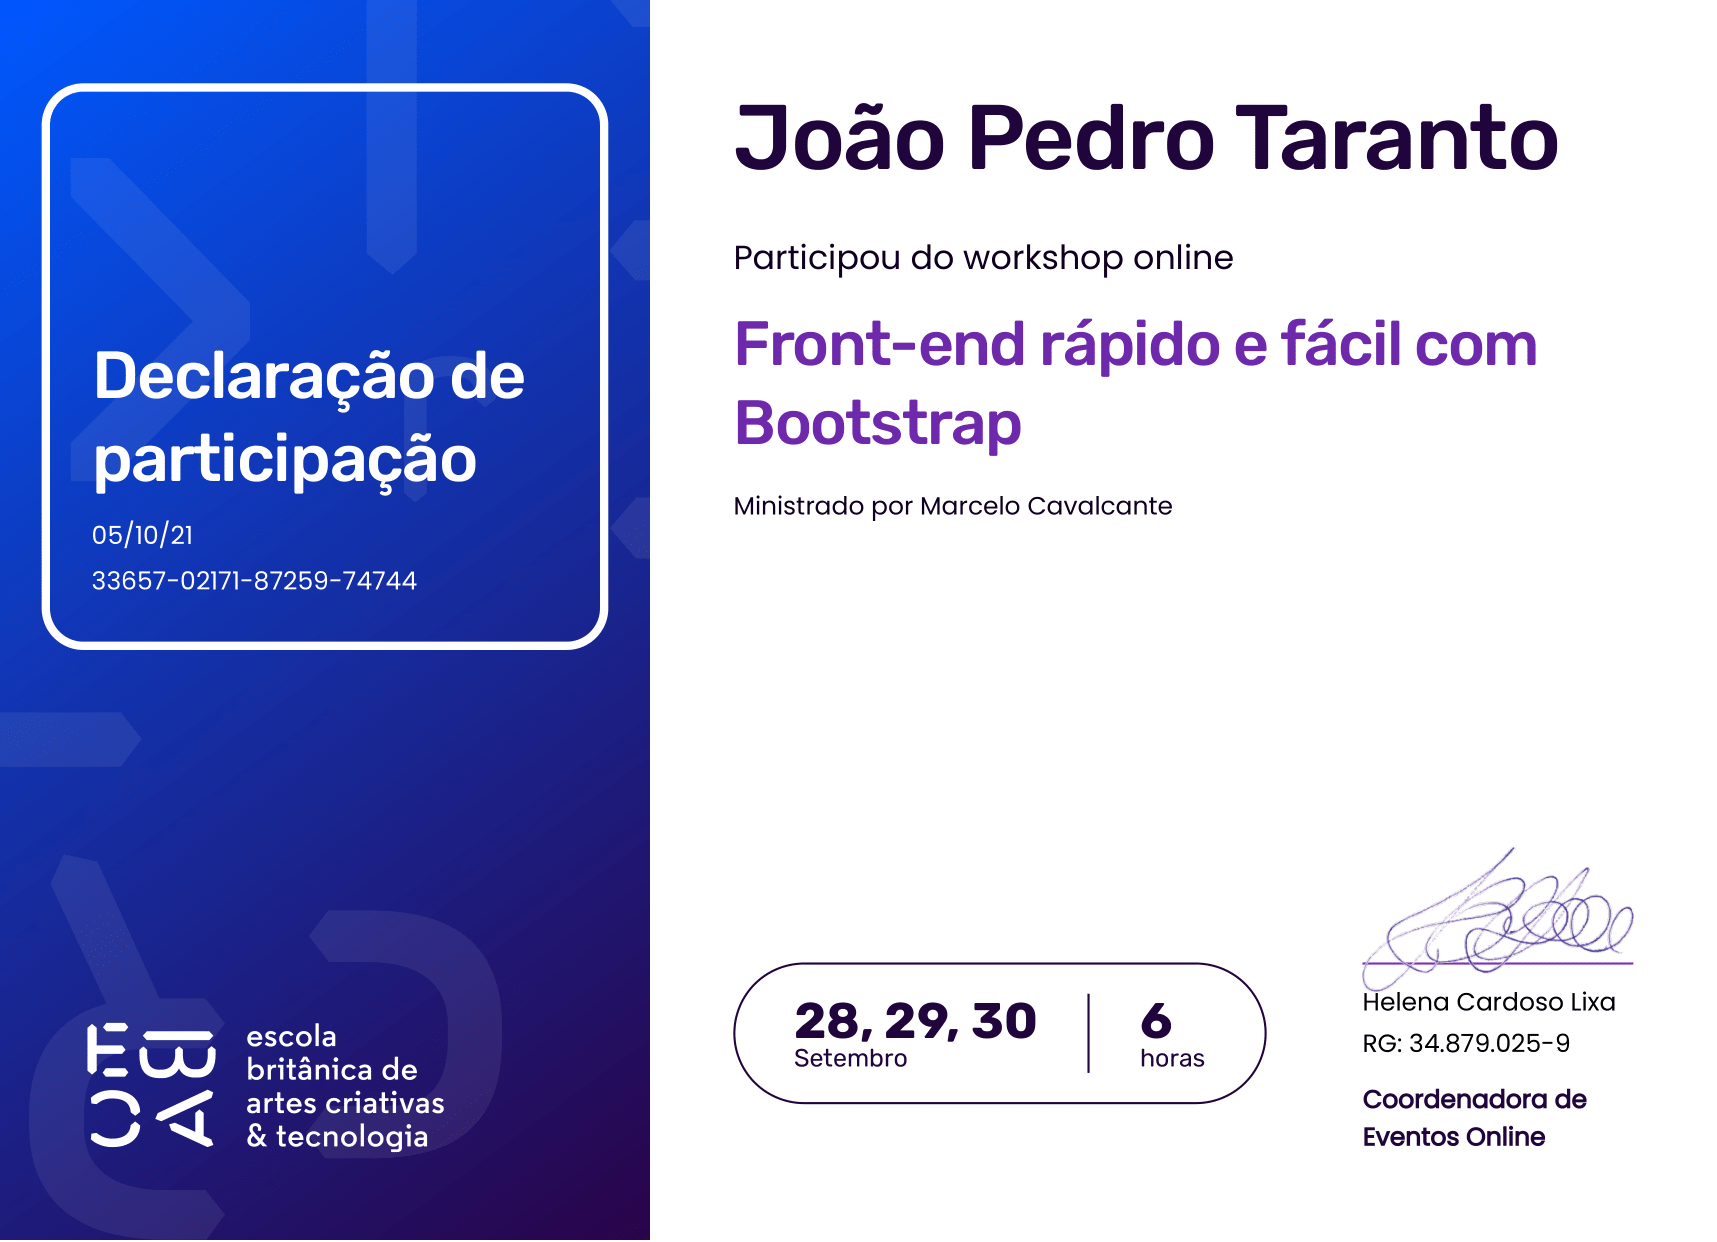 Declaração de
participação
05/10/21
33657-02171-87259-74744
EBAC
escola
britânica de
artes criativas
& tecnologia
João Pedro Taranto
Participou do workshop online
Front-end rápido e fácil com
Bootstrap
Ministrado por Marcelo Cavalcante
28, 29, 30
Setembro
6
horas
Helena Cardoso Lixa
RG: 34.879.025-9
Coordenadora de
Eventos Online